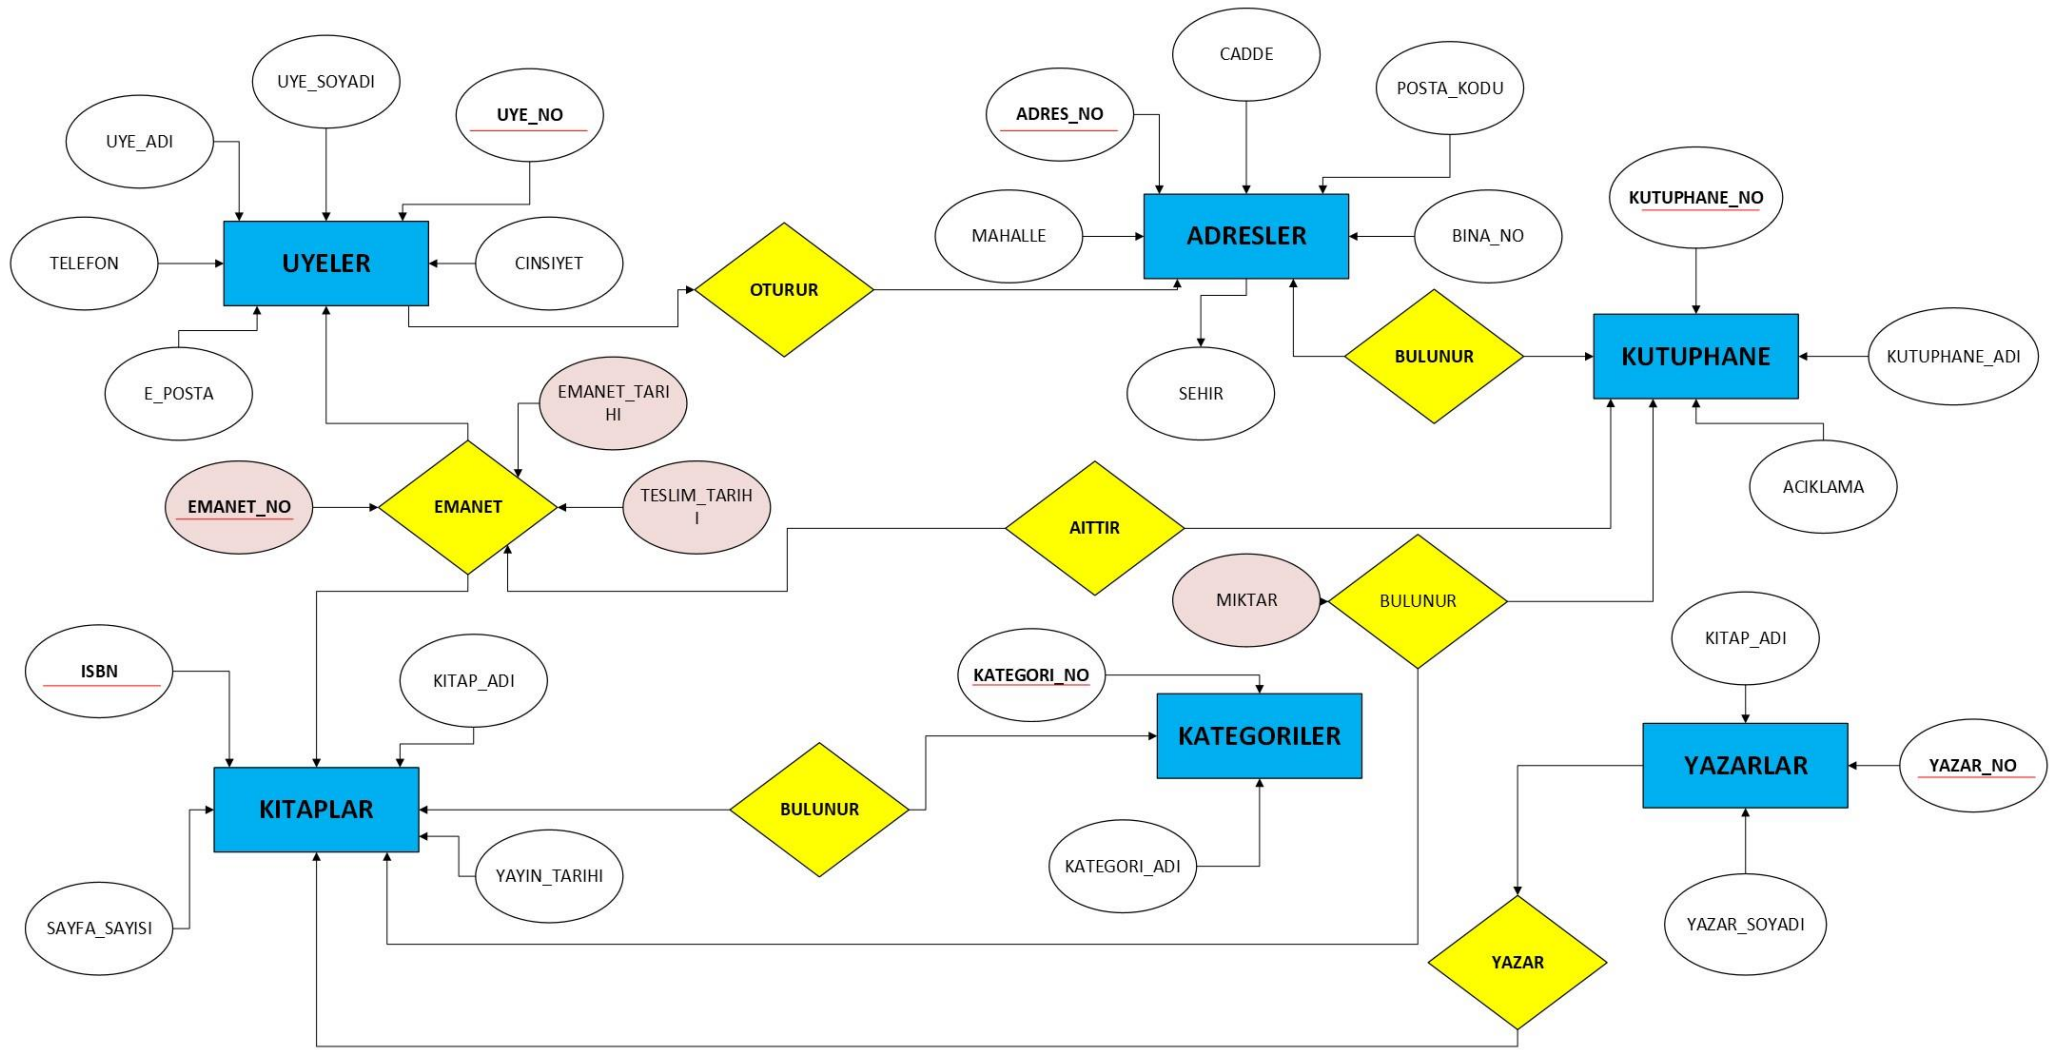 CADDE
UYE_SOYADI
POSTA_KODU
UYE_NO
ADRES_NO
UYE_ADI
KUTUPHANE_NO
MAHALLE
ADRESLER
BINA_NO
TELEFON
UYELER
CINSIYET
OTURUR
BULUNUR
KUTUPHANE
KUTUPHANE_ADI
E_POSTA
EMANET_TARI
HI
SEHIR
ACIKLAMA
EMANET_NO
EMANET
TESLIM_TARIH
I
AITTIR
MIKTAR
BULUNUR
KITAP_ADI
ISBN
KITAP_ADI
KATEGORI_NO
KATEGORILER
YAZARLAR
YAZAR_NO
KITAPLAR
BULUNUR
KATEGORI_ADI
YAYIN_TARIHI
SAYFA_SAYISI
YAZAR_SOYADI
YAZAR